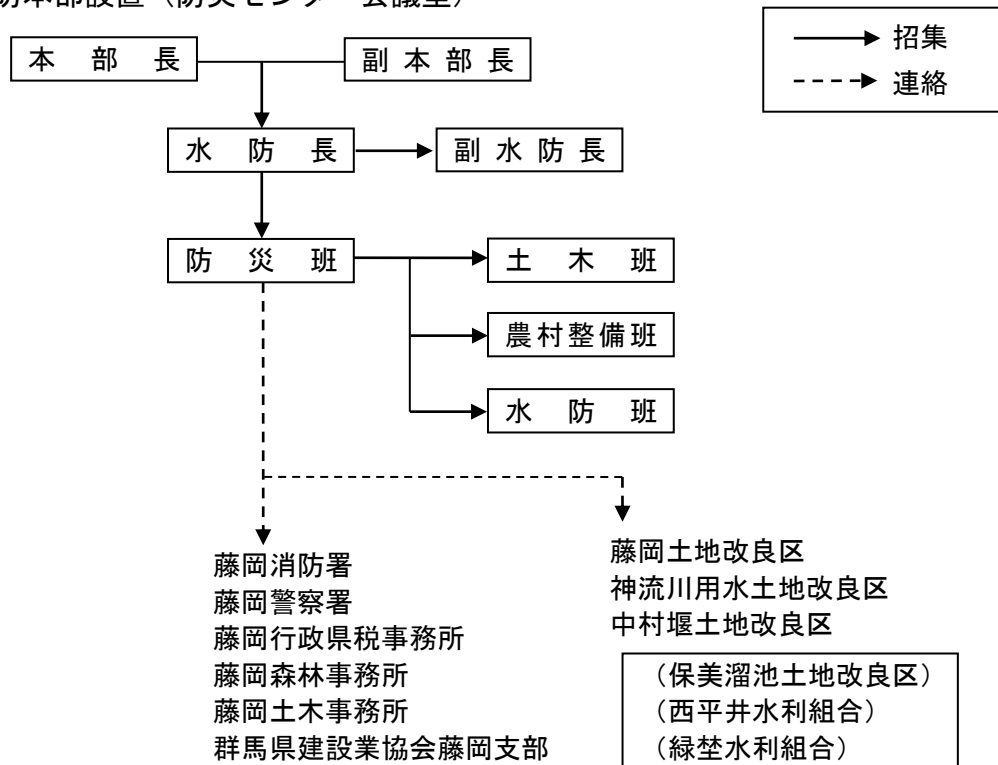 防本部設置（防災センター会議室）
招集
連絡
本部長
副本部長
水防長
副水防長
防災班
土木班
農村整備班
水防班
藤岡消防署
藤岡警察署
藤岡行政県税事務所
藤岡森林事務所
藤岡土木事務所
群馬県建設業協会藤岡支部
藤岡土地改良区
神流川用水土地改良区
中村堰土地改良区
（保美溜池土地改良区）
（西平井水利組合）
（緑埜水利組合）